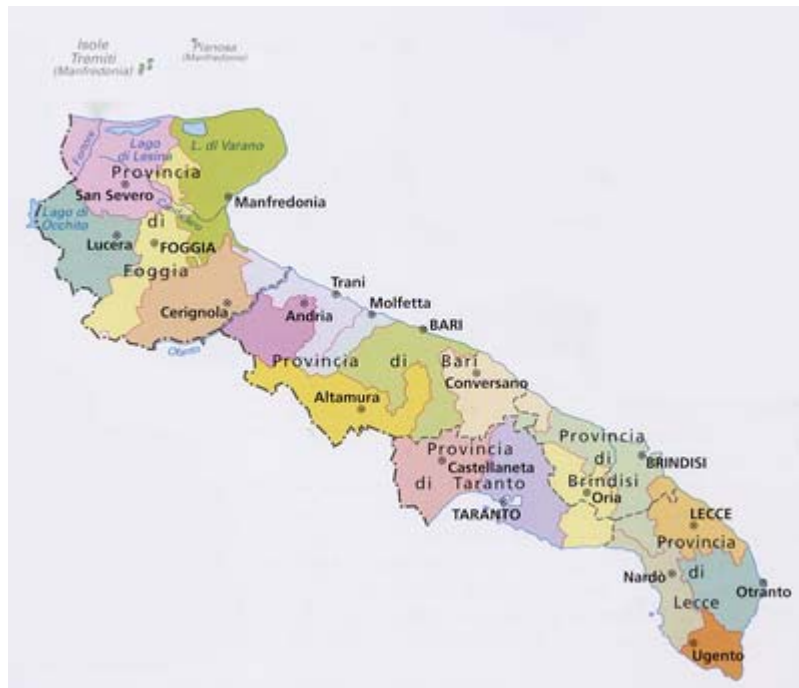 Isole
Tremiti
(Manfredonia)
Pianosa
(Manfredonia)
Fortore
Lago
di Lesina
L. di Varano
Provincia
San Severo
Manfredonia
Lago di
Occhito
di
Lucera
FOGGIA
Foggia
Cerignola
Trani
Andria
Molfetta
BARI
Ofanto
Provincia di Bari
Conversano
Altamura
Provincia
Castellaneta
di Taranto
TARANTO
Provincia
di
BRINDISI
Brindisi
Oria
LECCE
Provincia
Nardò
di
Otranto
Lecce
Ugento